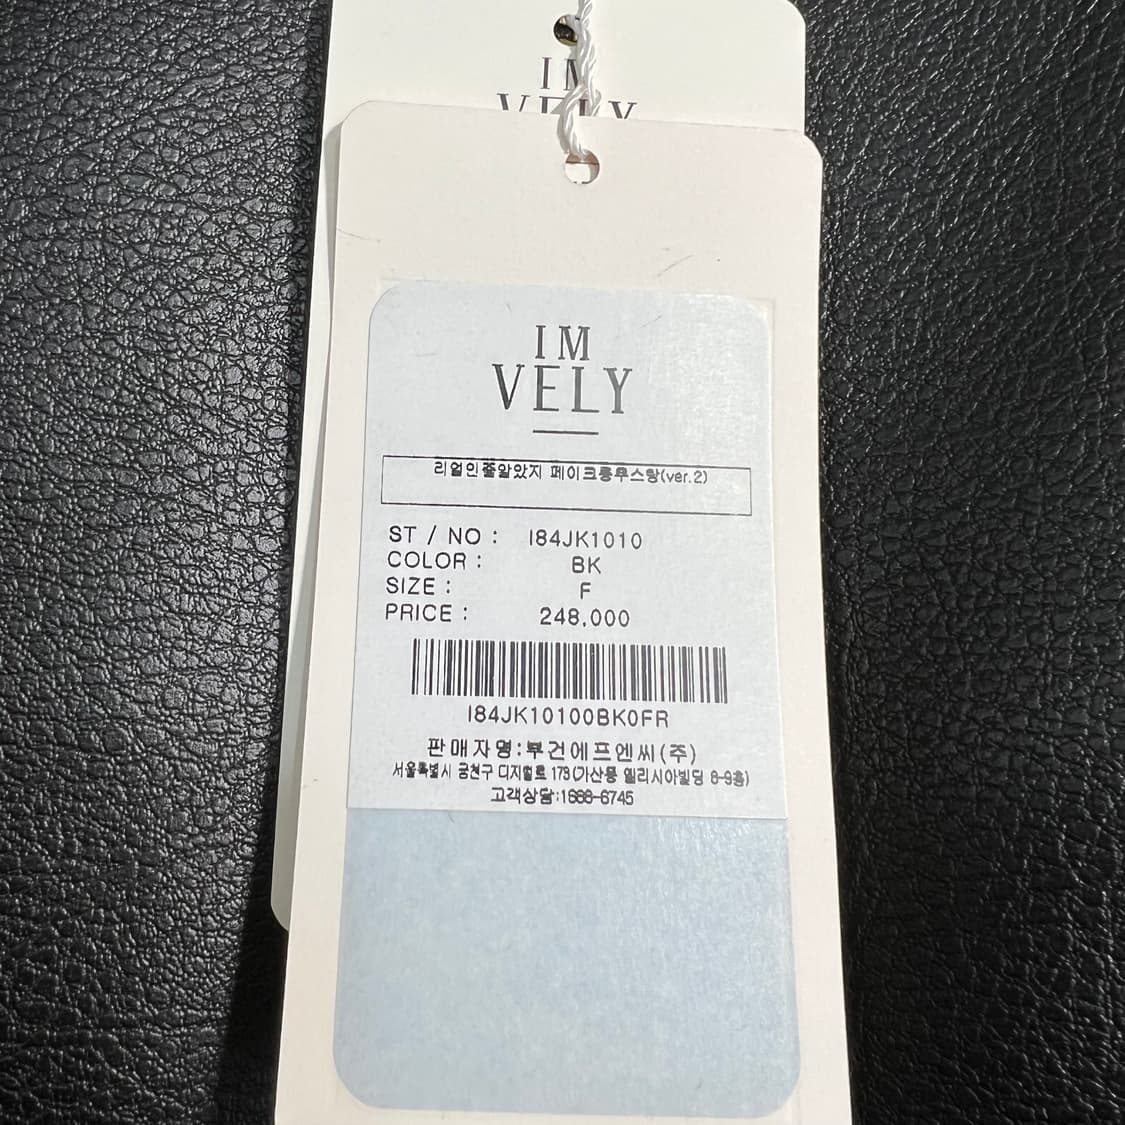 IM
VELY
IM
VELY
리얼인줄알았지 페이크롱무스탕(ver.2)
ST / NO : I84JK1010
COLOR : BK
SIZE : F
PRICE : 248,000
I84JK10100BK0FR
판매자명:부건에프엔씨(주)
서울특별시 금천구 디지털로 178(가산동 엘리시아빌딩 8-9층)
고객상담:1688-6745